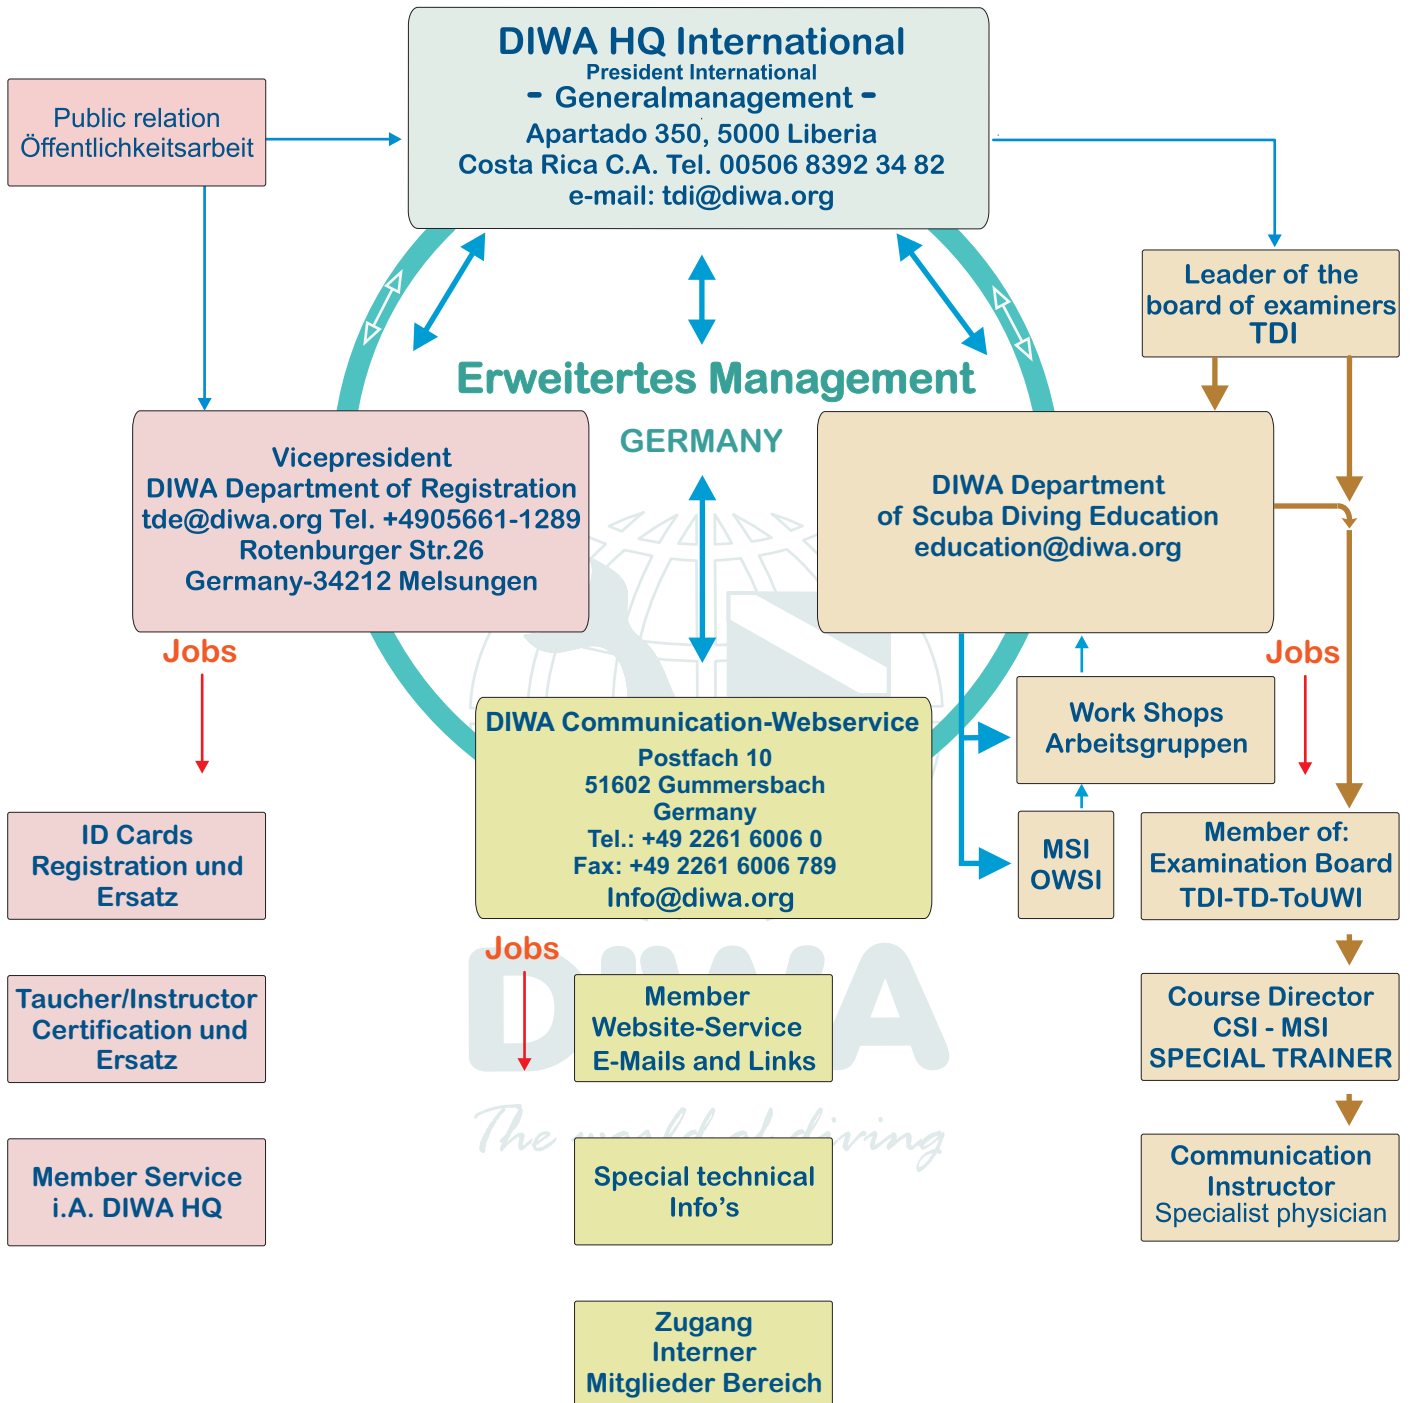 DIWA HQ International
President International
- Generalmanagement -
Apartado 350, 5000 Liberia
Costa Rica C.A. Tel. 00506 8392 34 82
e-mail: tdi@diwa.org
Public relation
Öffentlichkeitsarbeit
Leader of the
board of examiners
TDI
Erweitertes Management
GERMANY
Vicepresident
DIWA Department of Registration
tde@diwa.org Tel. +4905661-1289
Rotenburger Str.26
Germany-34212 Melsungen
DIWA Department
of Scuba Diving Education
education@diwa.org
Jobs
Jobs
DIWA Communication-Webservice
Postfach 10
51602 Gummersbach
Germany
Tel.: +49 2261 6006 0
Fax: +49 2261 6006 789
Info@diwa.org
Work Shops
Arbeitsgruppen
MSI
OWSI
ID Cards
Registration und
Ersatz
Member of:
Examination Board
TDI-TD-ToUWI
Jobs
DIWA
The world of diving
Taucher/Instructor
Certification und
Ersatz
Member
Website-Service
E-Mails and Links
Course Director
CSI - MSI
SPECIAL TRAINER
Member Service
i.A. DIWA HQ
Special technical
Info's
Communication
Instructor
Specialist physician
Zugang
Interner
Mitglieder Bereich